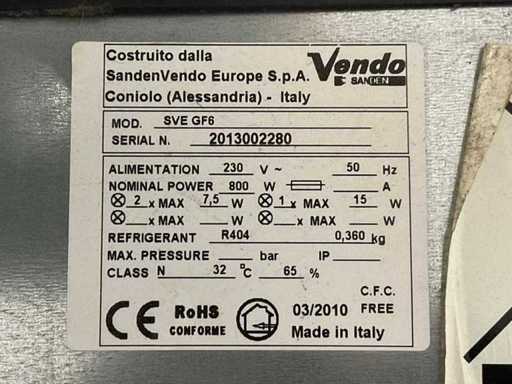 Costruito dalla
SandenVendo Europe S.p.A.
Coniolo (Alessandria) - Italy
Vendo
SANDEN
MOD. SVE GF6
SERIAL N. 2013002280
ALIMENTATION 230 V ~ 50 Hz
NOMINAL POWER 800 W A
2 x MAX 7,5 W 1 x MAX 15 W
x MAX W x MAX W
REFRIGERANT R404 0,360 kg
MAX. PRESSURE bar IP
CLASS N 32 °C 65 %
CE RoHS CONFORME 03/2010 C.F.C. FREE
Made in Italy